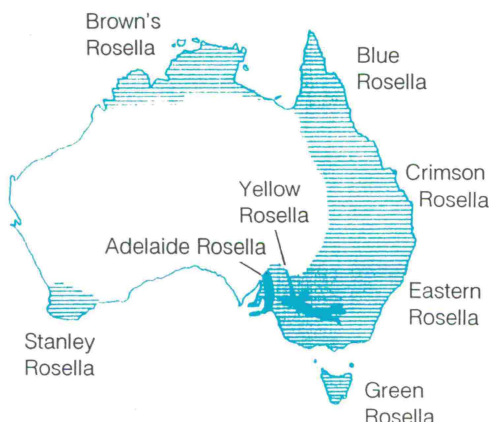 Brown's
Rosella
Blue
Rosella
Crimson
Rosella
Yellow
Rosella
Adelaide Rosella
Eastern
Rosella
Stanley
Rosella
Green
Rosella